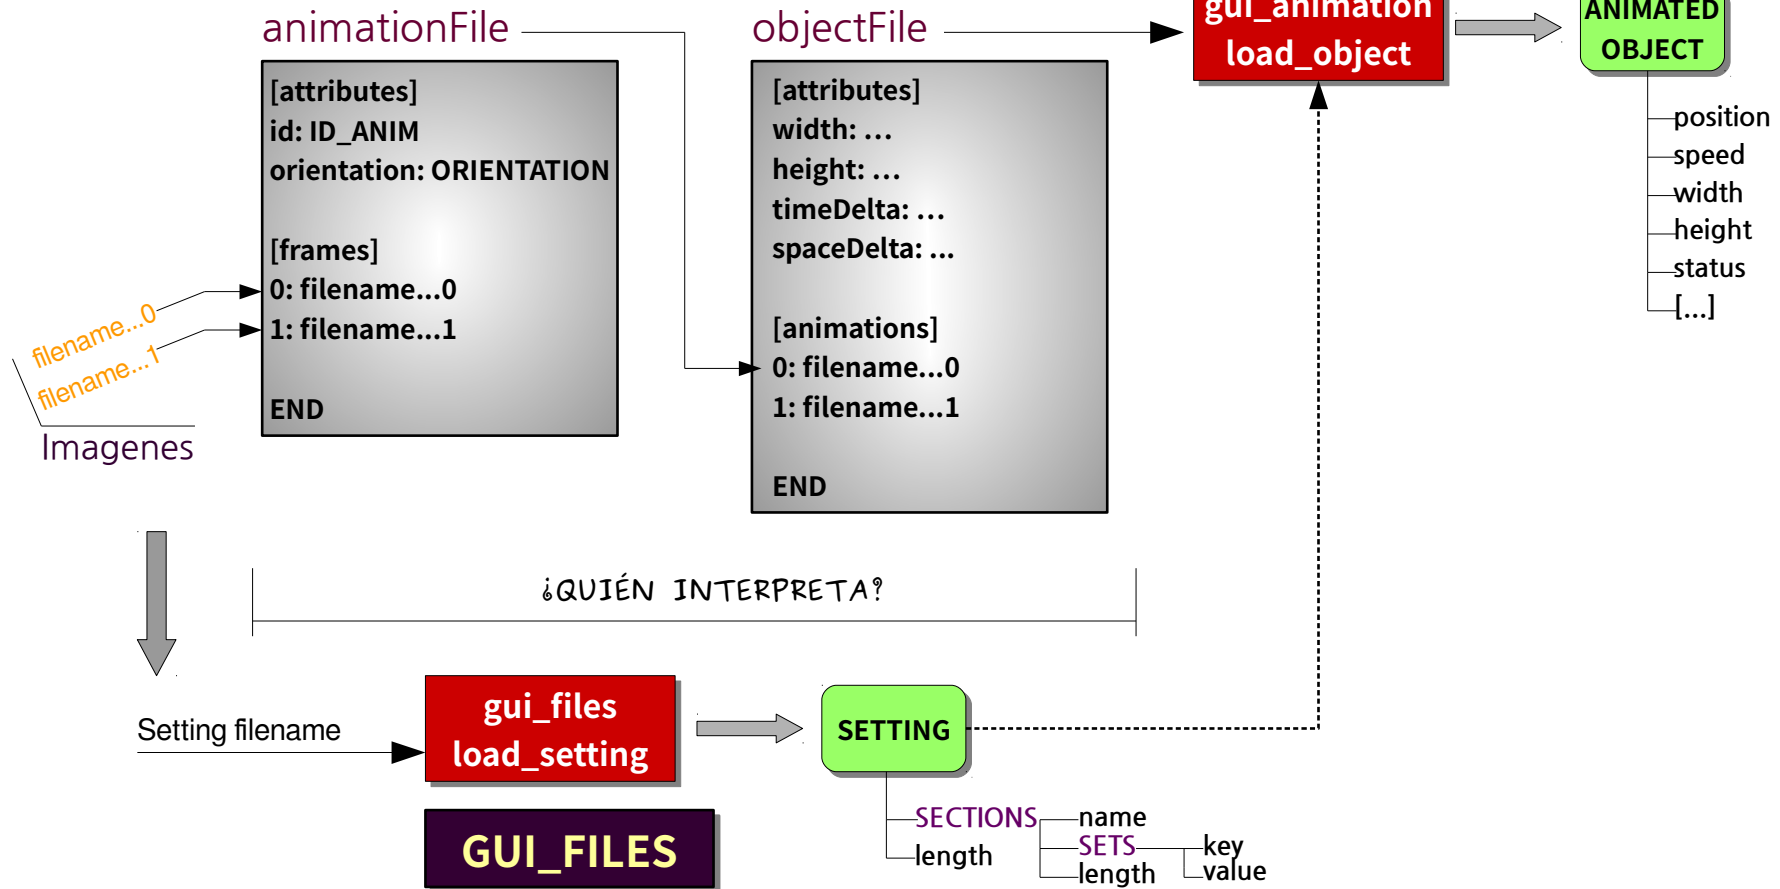 animationFile
[attributes]
id: ID_ANIM
orientation: ORIENTATION
[frames]
0: filename...0
1: filename...1
END
filename...0
filename...1
Imagenes
objectFile
[attributes]
width: ...
height: ...
timeDelta: ...
spaceDelta: ...
[animations]
0: filename...0
1: filename...1
END
gui_animation
load_object
ANIMATED
OBJECT
position
speed
width
height
status
[...]
¿QUIÉN INTERPRETA?
Setting filename
gui_files
load_setting
SETTING
SECTIONS
length
name
SETS
length
key
value
GUI_FILES